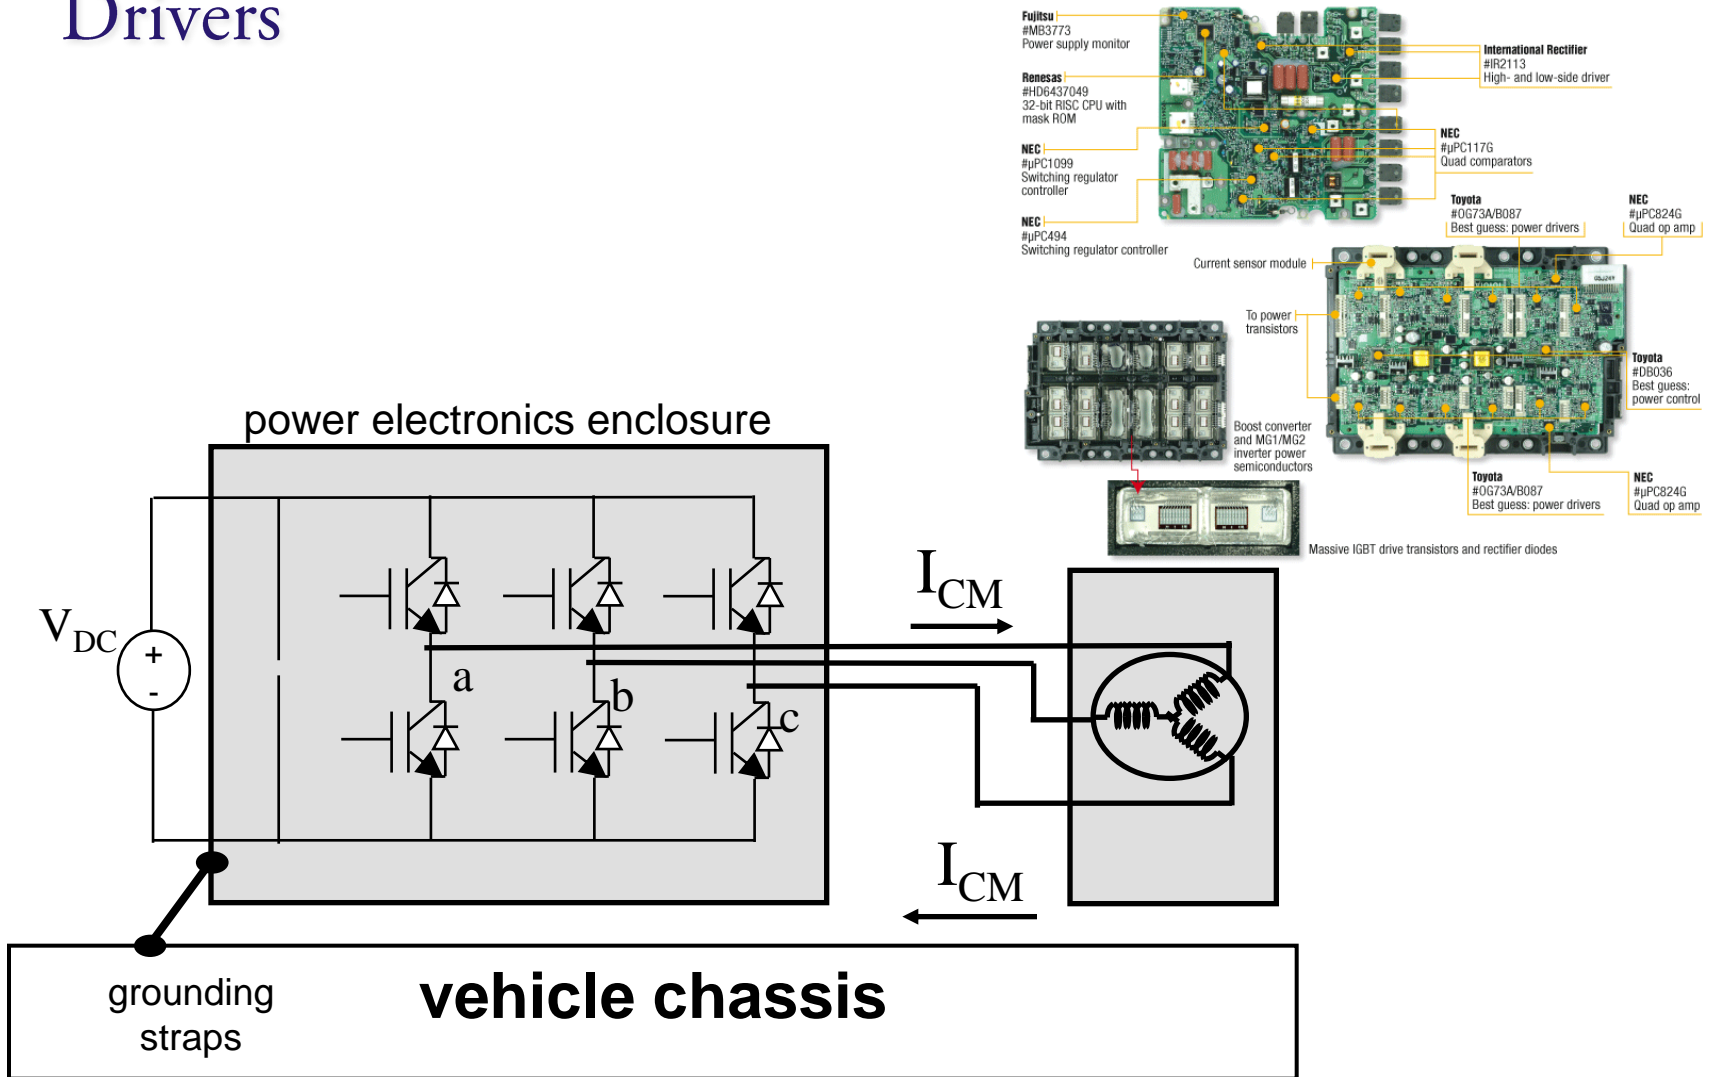 Drivers
Fujitsu
#MB3773
Power supply monitor
Renesas
#HD6437049
32-bit RISC CPU with
mask ROM
NEC
#µPC1099
Switching regulator
controller
NEC
#µPC494
Switching regulator controller
International Rectifier
#IR2113
High- and low-side driver
NEC
#µPC117G
Quad comparators
Toyota
#0G73A/B087
Best guess: power drivers
NEC
#µPC824G
Quad op amp
Current sensor module
To power
transistors
Toyota
#DB036
Best guess:
power control
Boost converter
and MG1/MG2
inverter power
semiconductors
Toyota
#0G73A/B087
Best guess: power drivers
NEC
#µPC824G
Quad op amp
Massive IGBT drive transistors and rectifier diodes
power electronics enclosure
V DC
+
-
a
b
c
I CM
I CM
grounding
straps
vehicle chassis